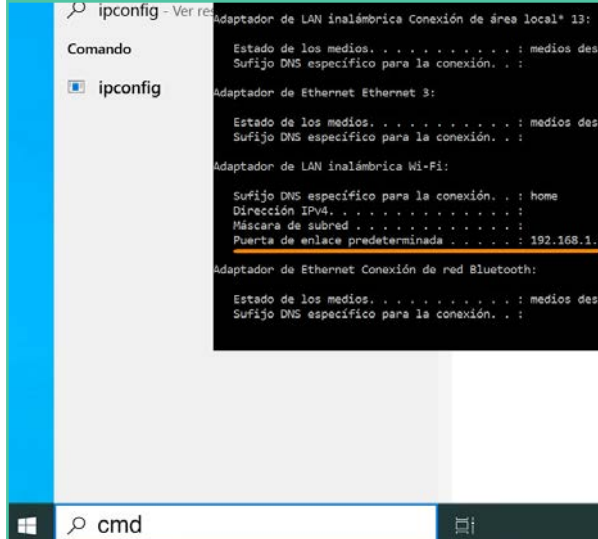 ipconfig - Ver res
Comando
ipconfig
Adaptador de LAN inalámbrica Conexión de área local* 13:
Estado de los medios. . . . . . . . . . . : medios des
Sufijo DNS específico para la conexión. . :
Adaptador de Ethernet Ethernet 3:
Estado de los medios. . . . . . . . . . . : medios des
Sufijo DNS específico para la conexión. . :
Adaptador de LAN inalámbrica Wi-Fi:
Sufijo DNS específico para la conexión. . : home
Dirección IPv4. . . . . . . . . . . . . . :
Máscara de subred . . . . . . . . . . . . :
Puerta de enlace predeterminada . . . . . : 192.168.1.
Adaptador de Ethernet Conexión de red Bluetooth:
Estado de los medios. . . . . . . . . . . : medios des
Sufijo DNS específico para la conexión. . :
cmd